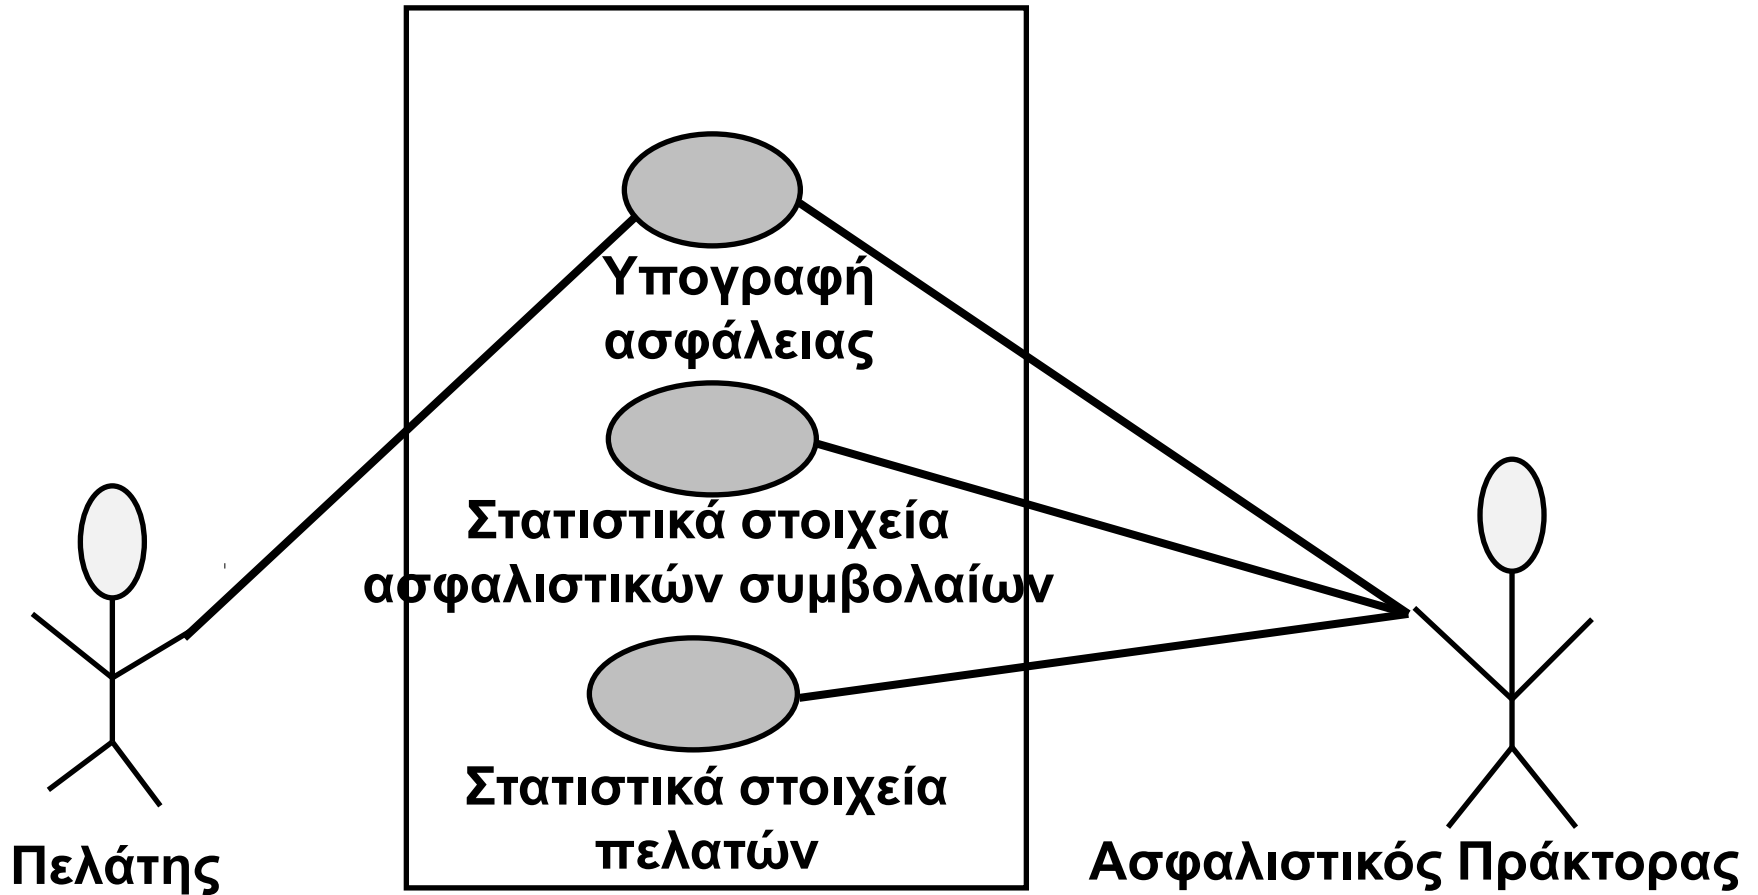 Υπογραφή
ασφάλειας
Στατιστικά στοιχεία
ασφαλιστικών συμβολαίων
Στατιστικά στοιχεία
πελατών
Πελάτης
Ασφαλιστικός Πράκτορας